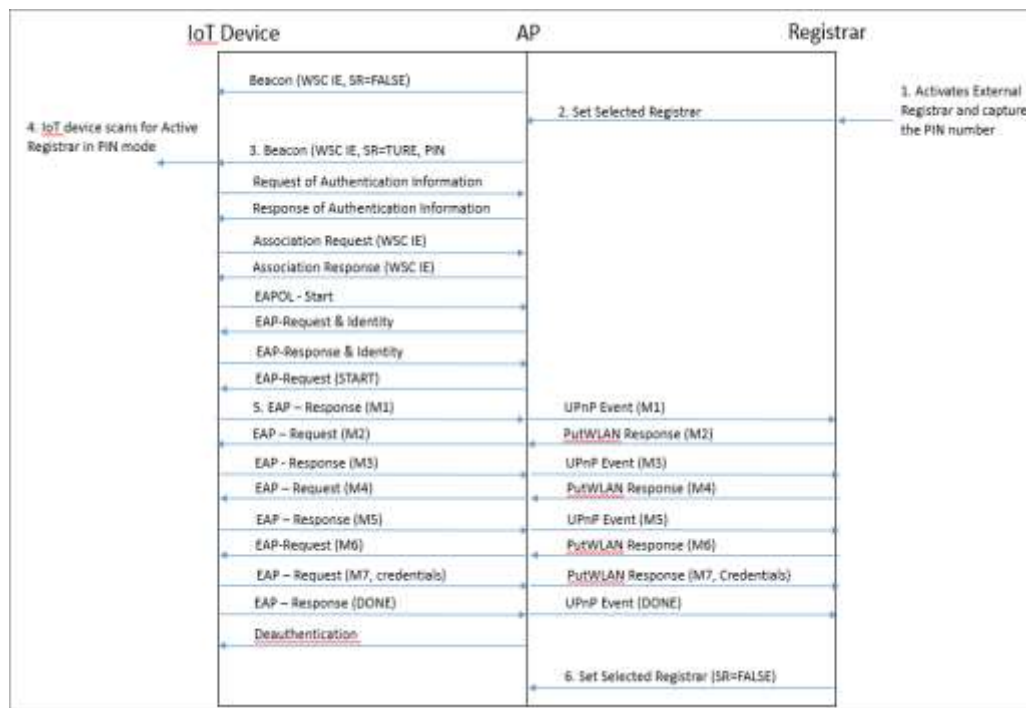 IoT Device AP Registrar
Beacon (WSC IE, SR=FALSE)
1. Activates External
Registrar and capture
the PIN number
2. Set Selected Registrar
4. IoT device scans for Active
Registrar in PIN mode
3. Beacon (WSC IE, SR=TURE, PIN
Request of Authentication Information
Response of Authentication Information
Association Request (WSC IE)
Association Response (WSC IE)
EAPOL - Start
EAP-Request & Identity
EAP-Response & Identity
EAP-Request (START)
5. EAP – Response (M1) UPnP Event (M1)
EAP – Request (M2) PutWLAN Response (M2)
EAP - Response (M3) UPnP Event (M3)
EAP – Request (M4) PutWLAN Response (M4)
EAP – Response (M5) UPnP Event (M5)
EAP-Request (M6) PutWLAN Response (M6)
EAP – Request (M7, credentials) PutWLAN Response (M7, Credentials)
EAP – Response (DONE) UPnP Event (DONE)
Deauthentication
6. Set Selected Registrar (SR=FALSE)